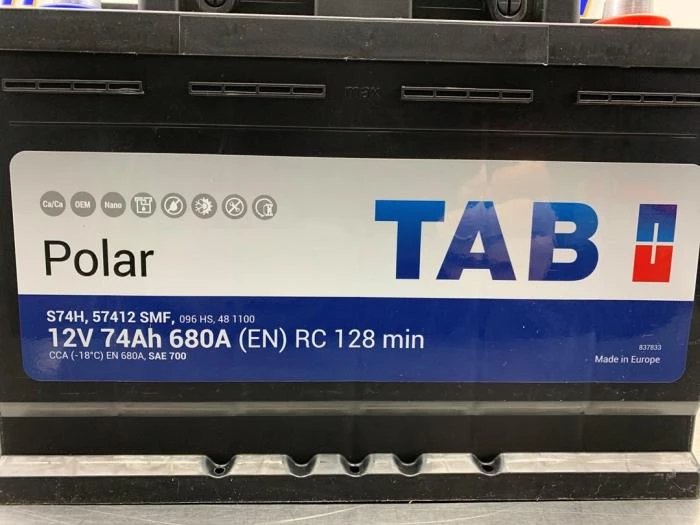 max
Ca/Ca OEM Nano
TAB
Polar
S74H, 57412 SMF, 096 HS, 48 1100
12V 74Ah 680A (EN) RC 128 min
CCA (-18°C) EN 680A, SAE 700
837833
Made in Europe